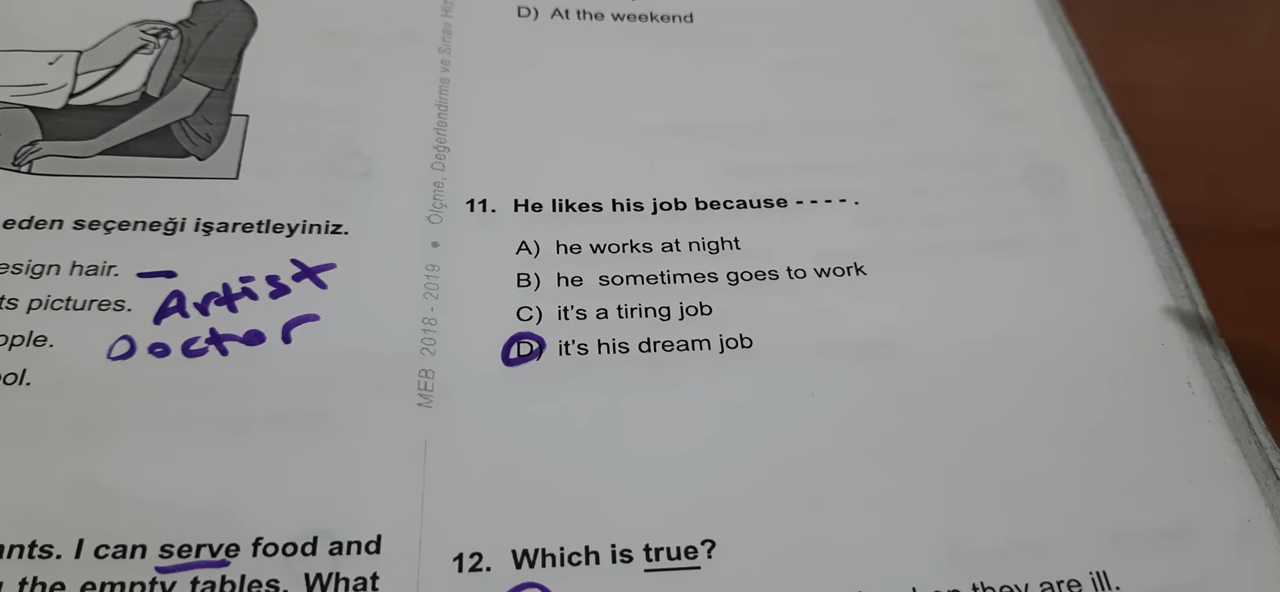 eden seçeneği işaretleyiniz.
esign hair. -
ts pictures. Artist
ople. Doctor
ol.
nts. I can serve food and
the empty tables. What
MEB 2018 - 2019 • Ölçme, Değerlendirme ve Sınav Hiz
D) At the weekend
11. He likes his job because - - - - .
A) he works at night
B) he sometimes goes to work
C) it's a tiring job
D) it's his dream job
12. Which is true?
they are ill.